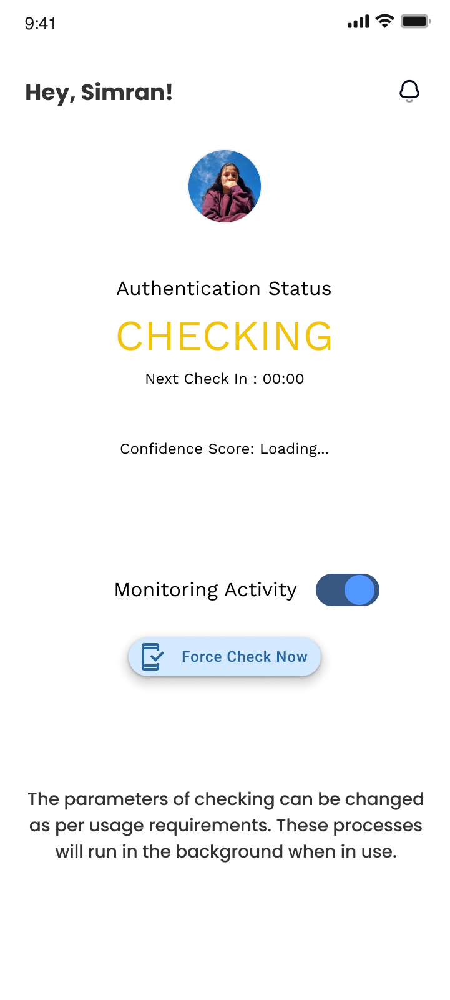 9:41
Hey, Simran!
Authentication Status
CHECKING
Next Check In : 00:00
Confidence Score: Loading...
Monitoring Activity
Force Check Now
The parameters of checking can be changed
as per usage requirements. These processes
will run in the background when in use.